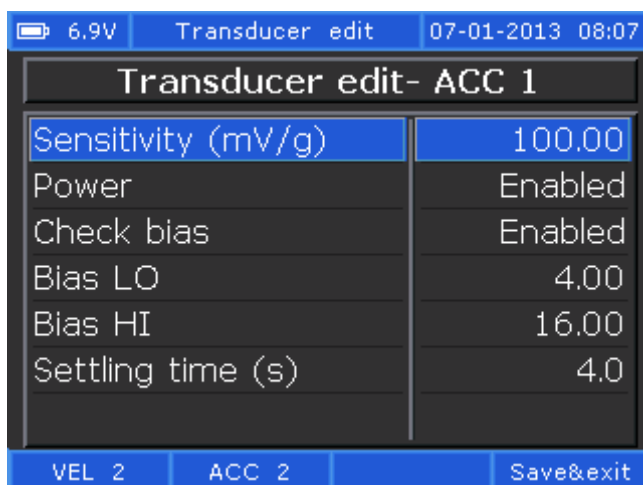 6.9V Transducer edit 07-01-2013 08:07
Transducer edit- ACC 1
Sensitivity (mV/g) 100.00
Power Enabled
Check bias Enabled
Bias LO 4.00
Bias HI 16.00
Settling time (s) 4.0
VEL 2 ACC 2 Save&exit